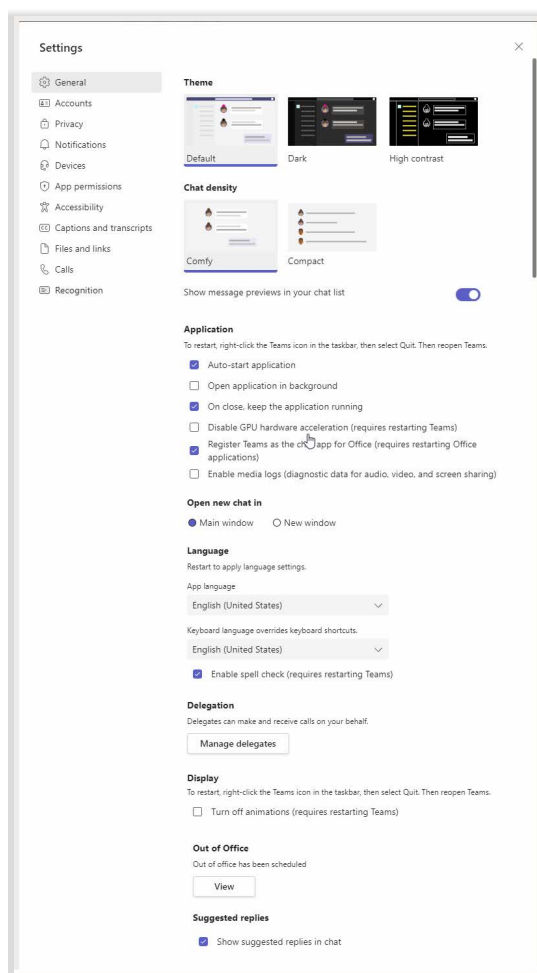 Settings
General
Accounts
Privacy
Notifications
Devices
App permissions
Accessibility
CC Captions and transcripts
Files and links
Calls
Recognition
Theme
Default
Dark
High contrast
Chat density
Comfy
Compact
Show message previews in your chat list
Application
To restart, right-click the Teams icon in the taskbar, then select Quit. Then reopen Teams.
Auto-start application
Open application in background
On close, keep the application running
Disable GPU hardware acceleration (requires restarting Teams)
Register Teams as the app for Office (requires restarting Office
applications)
Enable media logs (diagnostic data for audio, video, and screen sharing)
Open new chat in
Main window
New window
Language
Restart to apply language settings.
App language
English (United States)
Keyboard language overrides keyboard shortcuts.
English (United States)
Enable spell check (requires restarting Teams)
Delegation
Delegates can make and receive calls on your behalf.
Manage delegates
Display
To restart, right-click the Teams icon in the taskbar, then select Quit. Then reopen Teams.
Turn off animations (requires restarting Teams)
Out of Office
Out of office has been scheduled
View
Suggested replies
Show suggested replies in chat